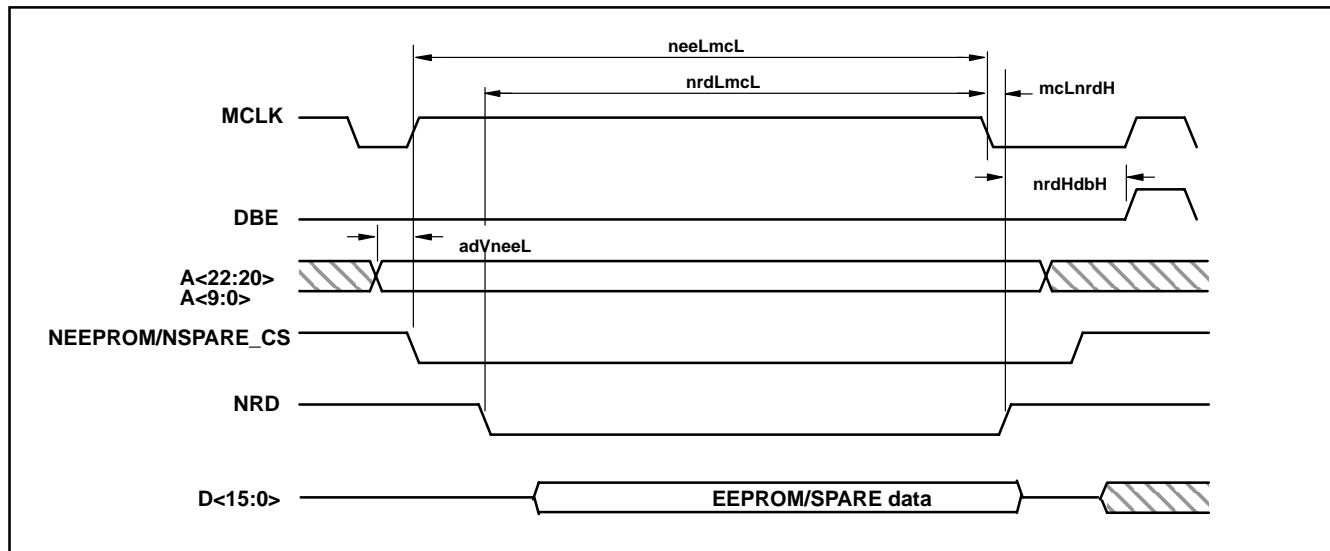 neeLmcL
nrdLmcL
mcLnrdH
MCLK
nrdHdbH
DBE
adVneeL
A<22:20>
A<9:0>
NEEPROM/NSPARE_CS
NRD
D<15:0>
EEPROM/SPARE data